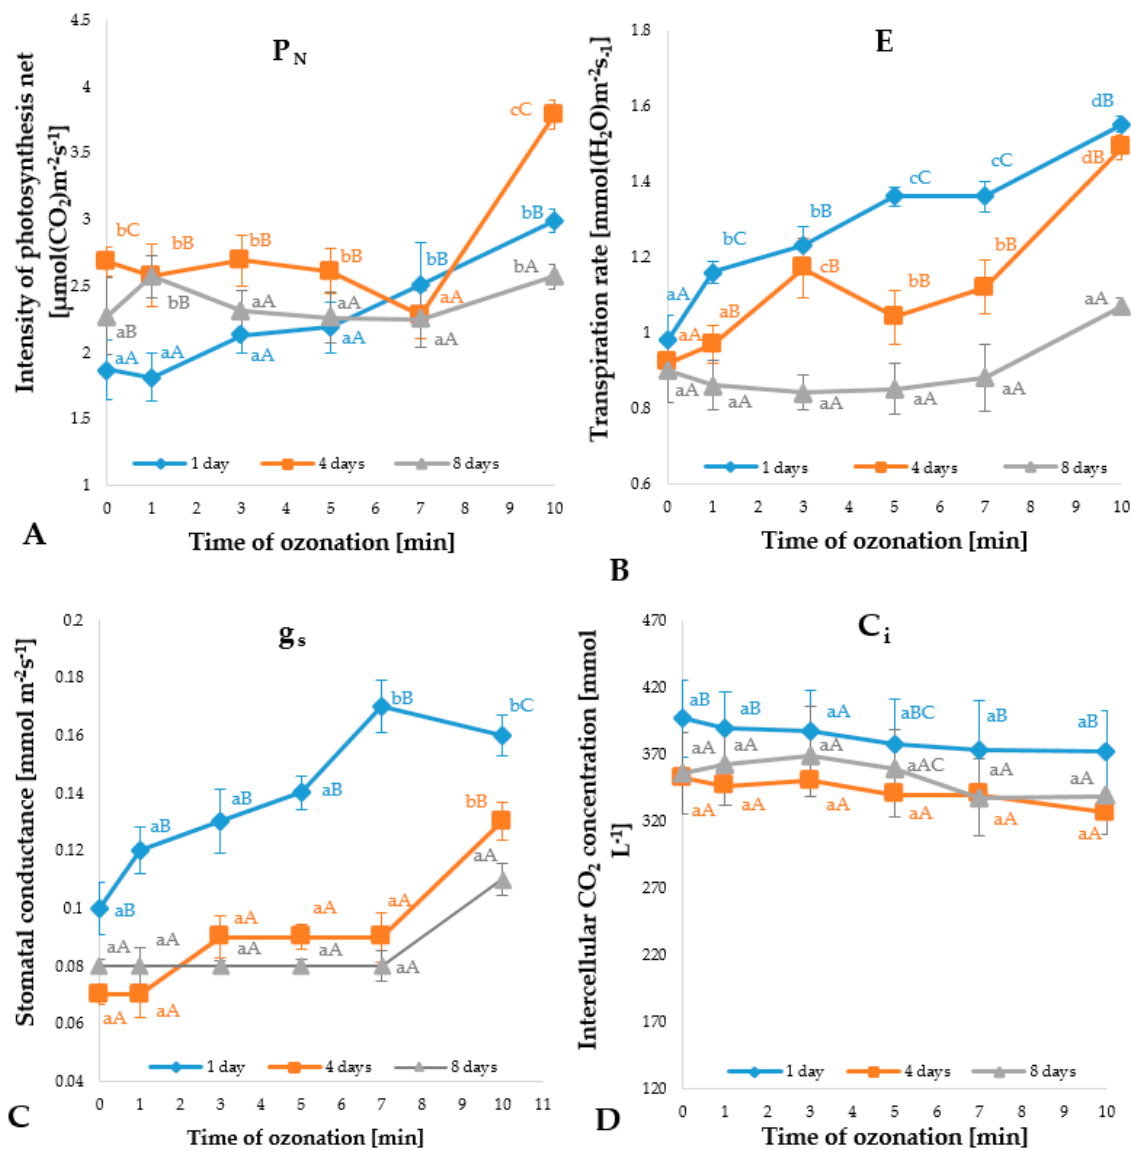 P N
Intensity of photosynthesis net
[µmol(CO2)m-2s-1]
4.5
4
3.5
3
2.5
2
1.5
1
cC
bC
bB
bB
bB
bB
bB
bB
aA
aA
bA
aB
aA
aA
aA
aA
aA
aA
1 day
4 days
8 days
0 1 2 3 4 5 6 7 8 9 10
Time of ozonation [min]
A
E
Transpiration rate [mmol(H2O)m-2s-1]
1.8
1.6
1.4
1.2
1
0.8
0.6
dB
dB
cC
cC
bB
bC
cB
bB
bB
aA
aB
aA
aA
aA
aA
aA
aA
1 days
4 days
8 days
0 1 2 3 4 5 6 7 8 9 10
Time of ozonation [min]
B
g s
Stomatal conductance [mmol m-2s-1]
0.2
0.18
0.16
0.14
0.12
0.1
0.08
0.06
0.04
bB
bC
aB
aB
aB
aB
bB
aA
aA
aA
aA
aA
aA
aA
aA
aA
aA
aA
1 day
4 days
8 days
0 1 2 3 4 5 6 7 8 9 10 11
Time of ozonation [min]
C
C i
Intercellular CO2 concentration [mmol
L-1]
470
420
370
320
270
220
170
120
aB
aB
aA
aBC
aB
aB
aA
aA
aA
aAC
aA
aA
aA
aA
aA
aA
aA
aA
1 day
4 days
8 days
0 1 2 3 4 5 6 7 8 9 10
Time of ozonation [min]
D